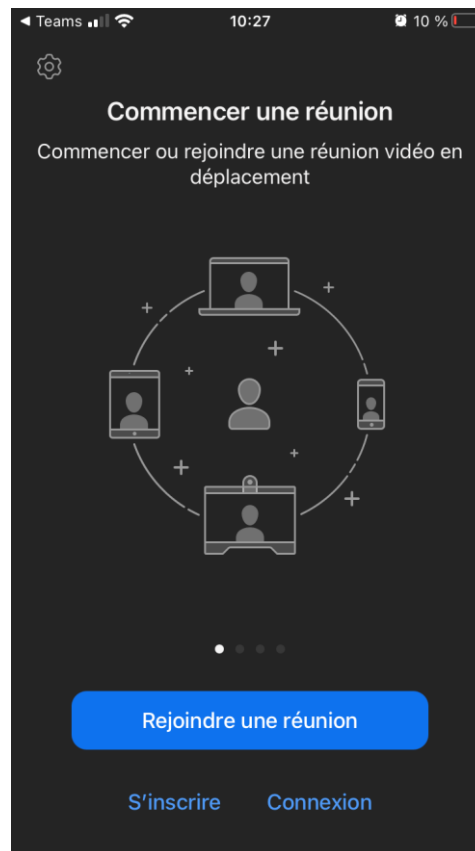 Teams 10:27 10 %
Commencer une réunion
Commencer ou rejoindre une réunion vidéo en
déplacement
Rejoindre une réunion
S'inscrire Connexion